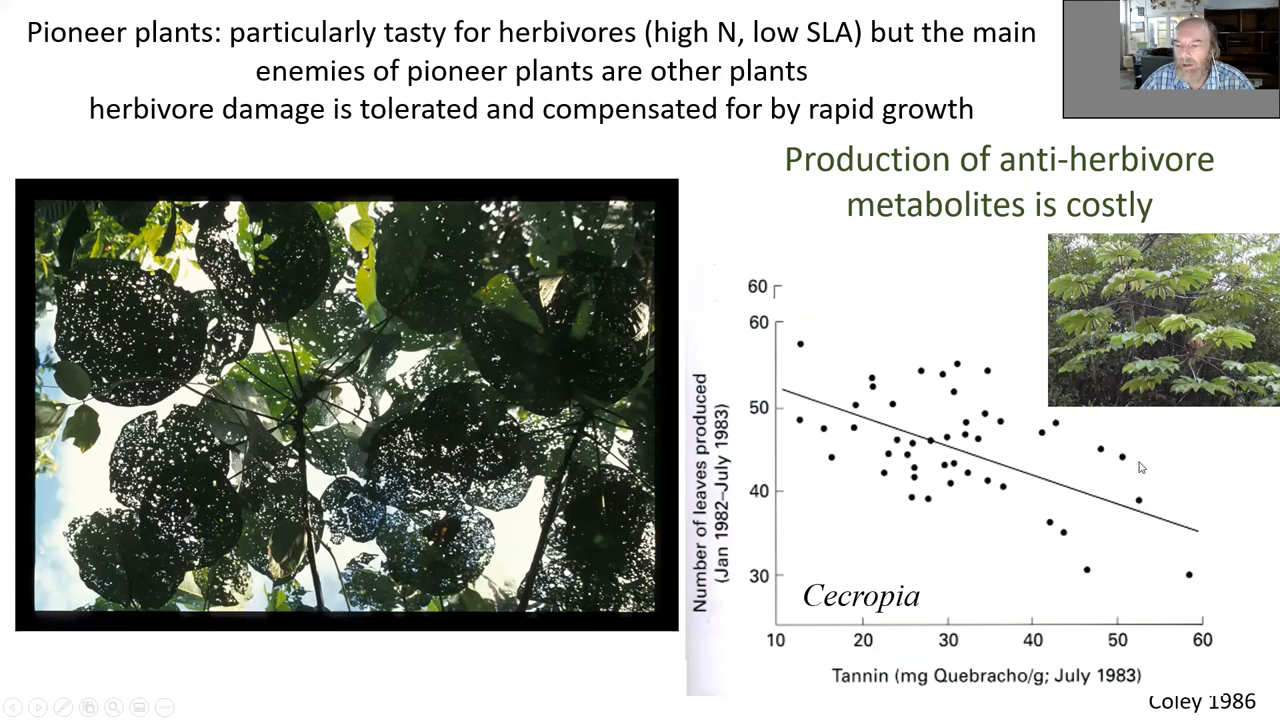 Pioneer plants: particularly tasty for herbivores (high N, low SLA) but the main
enemies of pioneer plants are other plants
herbivore damage is tolerated and compensated for by rapid growth
Production of anti-herbivore
metabolites is costly
Number of leaves produced
(Jan 1982–July 1983)
60
60
50
40
30
Cecropia
10 20 30 40 50 60
Tannin (mg Quebracho/g; July 1983)
Coley 1986